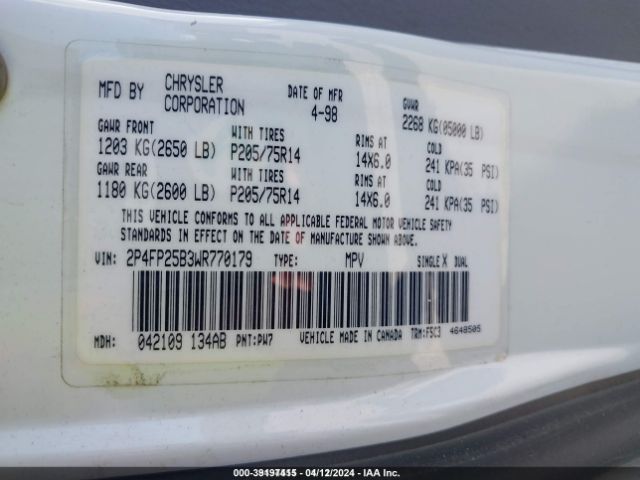 MFD BY CHRYSLER CORPORATION DATE OF MFR 4-98 GVWR 2268 KG(05000 LB)
GAWR FRONT WITH TIRES RIMS AT COLD
1203 KG(2650 LB) P205/75R14 14X6.0 241 KPA(35 PSI)
GAWR REAR WITH TIRES RIMS AT COLD
1180 KG(2600 LB) P205/75R14 14X6.0 241 KPA(35 PSI)
THIS VEHICLE CONFORMS TO ALL APPLICABLE FEDERAL MOTOR VEHICLE SAFETY
STANDARDS IN EFFECT ON THE DATE OF MANUFACTURE SHOWN ABOVE.
VIN: 2P4FP25B3WR770179 TYPE: MPV SINGLE X DUAL
MDH: 042109 134AB PNT:PW7 VEHICLE MADE IN CANADA TRM:F5C3 4648505
000-39197415 - 04/12/2024 - IAA Inc.